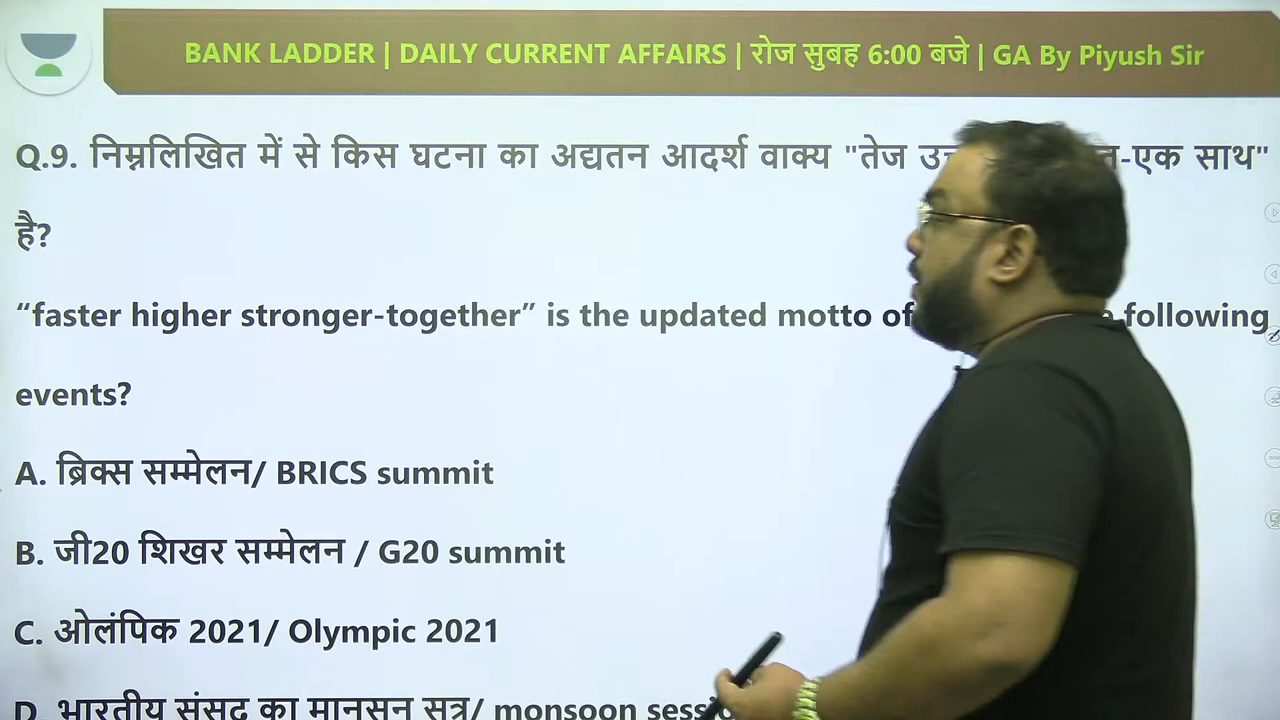 BANK LADDER | DAILY CURRENT AFFAIRS | रोज सुबह 6:00 बजे | GA By Piyush Sir
Q.9. निम्नलिखित में से किस घटना का अद्यतन आदर्श वाक्य "तेज -एक साथ"
है?
“faster higher stronger-together” is the updated motto of following
events?
A. ब्रिक्स सम्मेलन/ BRICS summit
B. जी20 शिखर सम्मेलन / G20 summit
C. ओलंपिक 2021/ Olympic 2021
D. भारतीय संसद का मानसून सत्र/ monsoon